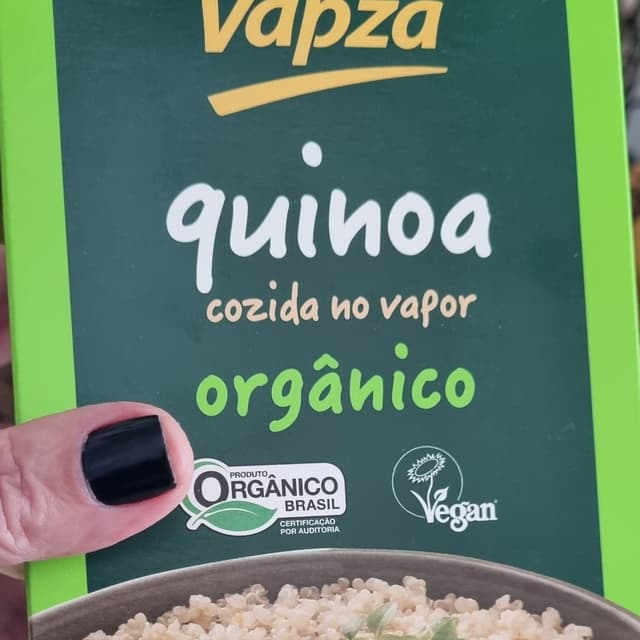 vapza
quinoa
cozida no vapor
orgânico
PRODUTO
ORGÂNICO
BRASIL
CERTIFICAÇÃO
POR AUDITORIA
Vegan